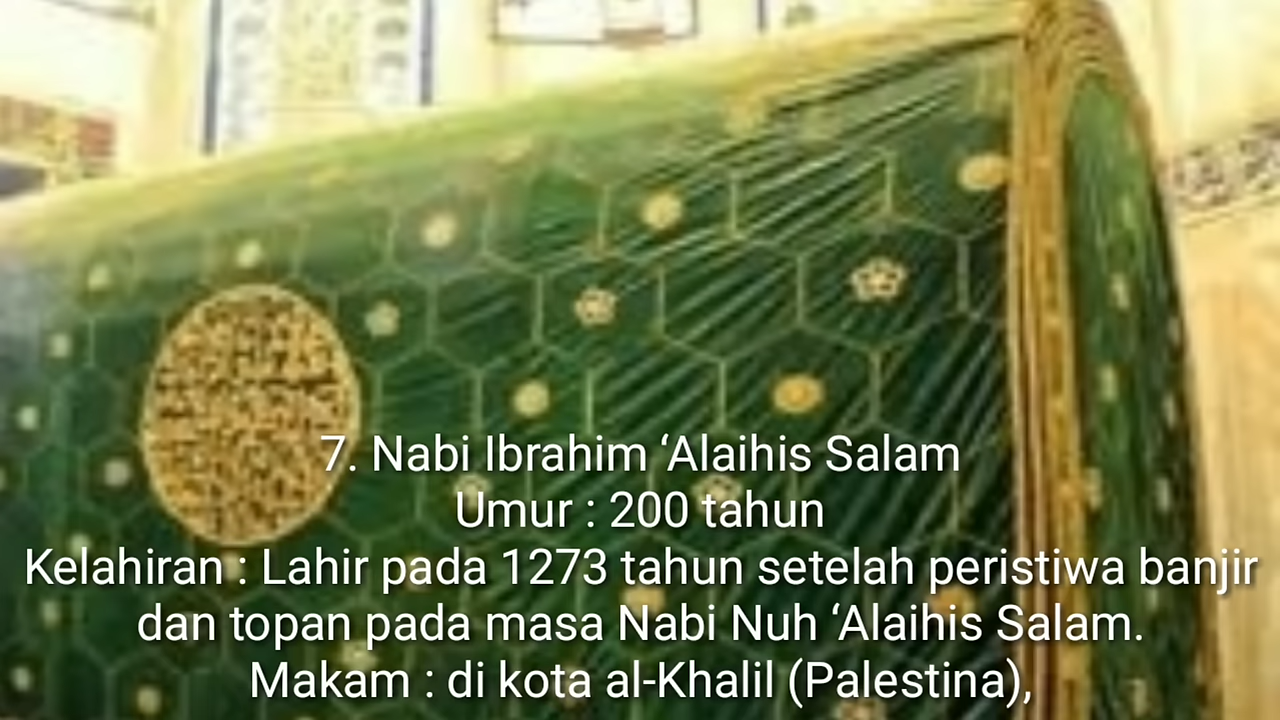 7. Nabi Ibrahim ‘Alaihis Salam
Umur : 200 tahun
Kelahiran : Lahir pada 1273 tahun setelah peristiwa banjir
dan topan pada masa Nabi Nuh ‘Alaihis Salam.
Makam : di kota al-Khalil (Palestina),